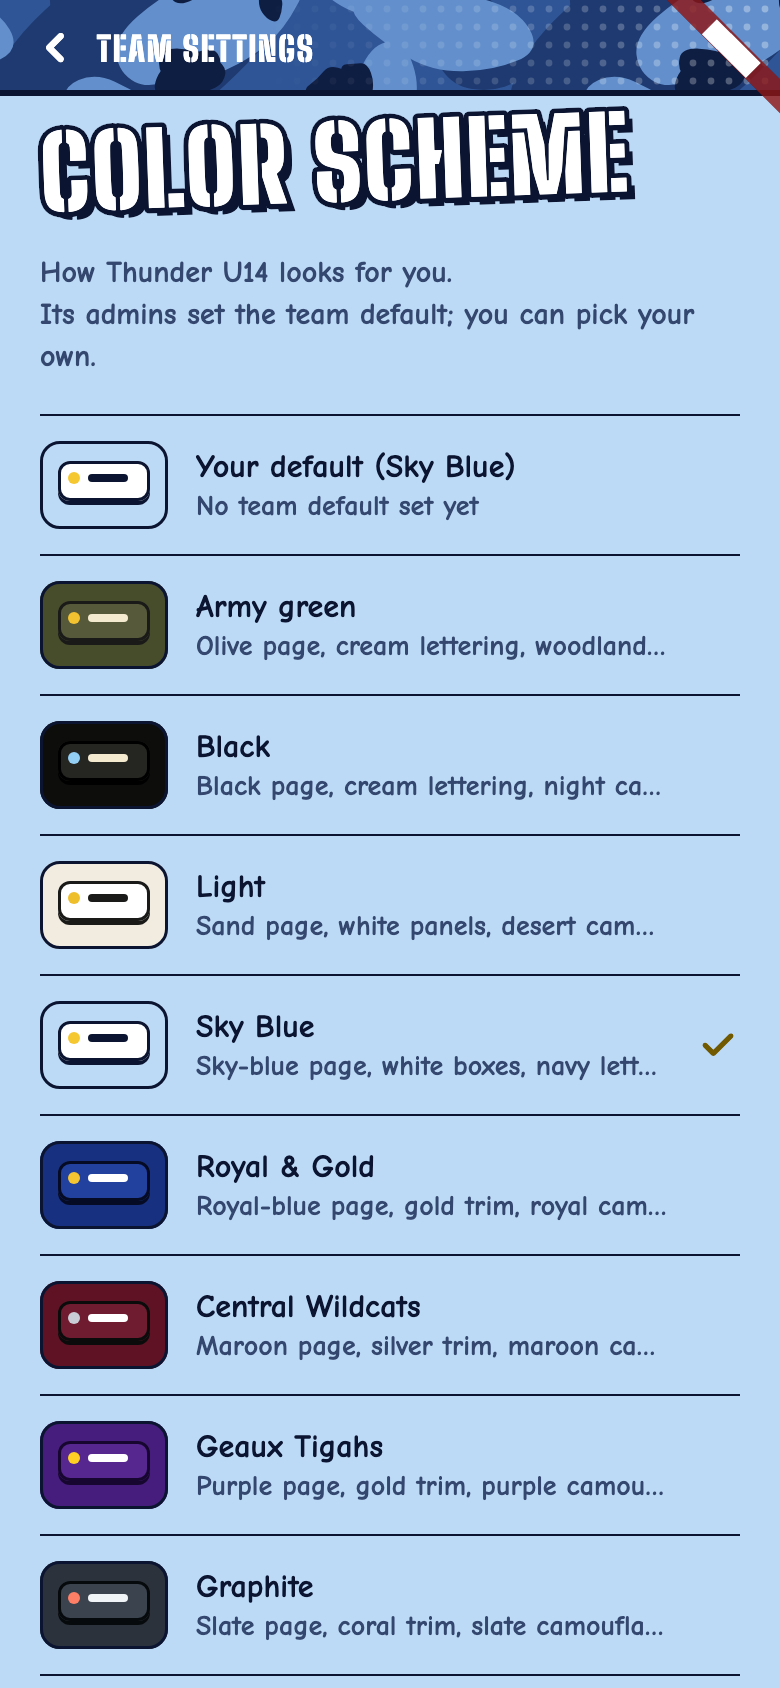 TEAM SETTINGS
COLOR SCHEME
How Thunder U14 looks for you.
Its admins set the team default; you can pick your
own.
Your default (Sky Blue)
No team default set yet
Army green
Olive page, cream lettering, woodland...
Black
Black page, cream lettering, night ca...
Light
Sand page, white panels, desert cam...
Sky Blue
Sky-blue page, white boxes, navy lett...
Royal & Gold
Royal-blue page, gold trim, royal cam...
Central Wildcats
Maroon page, silver trim, maroon ca...
Geaux Tigahs
Purple page, gold trim, purple camou...
Graphite
Slate page, coral trim, slate camoufla...